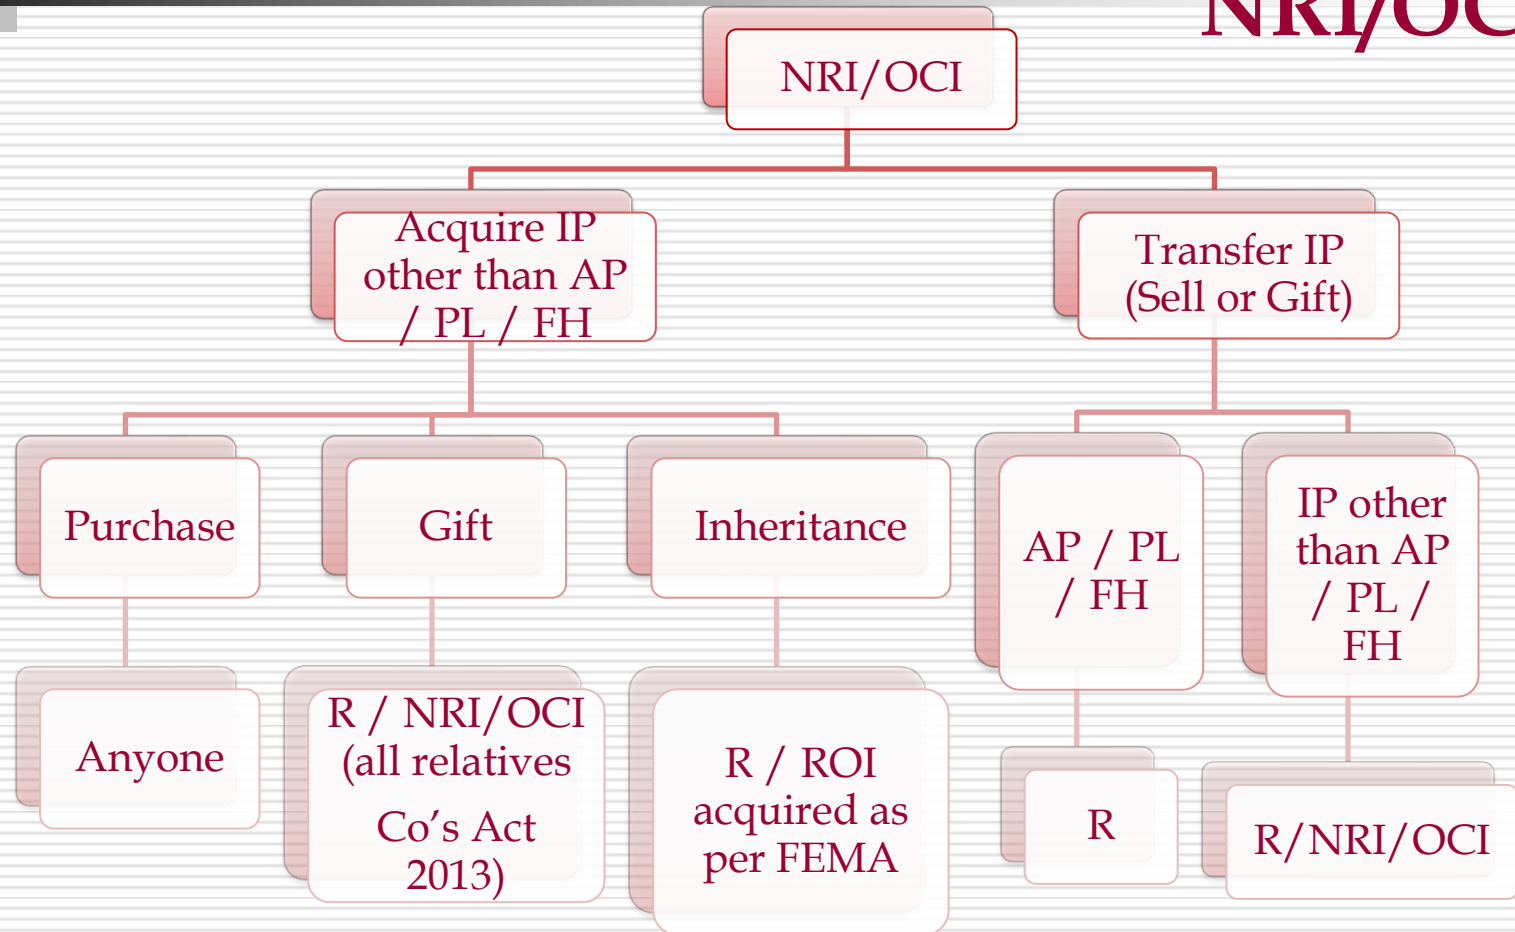 NRI/OC
NRI/OCI
Acquire IP
other than AP
/ PL / FH
Transfer IP
(Sell or Gift)
Purchase
Gift
Inheritance
AP / PL
/ FH
IP other
than AP
/ PL /
FH
Anyone
R / NRI/OCI
(all relatives
Co’s Act
2013)
R / ROI
acquired as
per FEMA
R
R/NRI/OCI